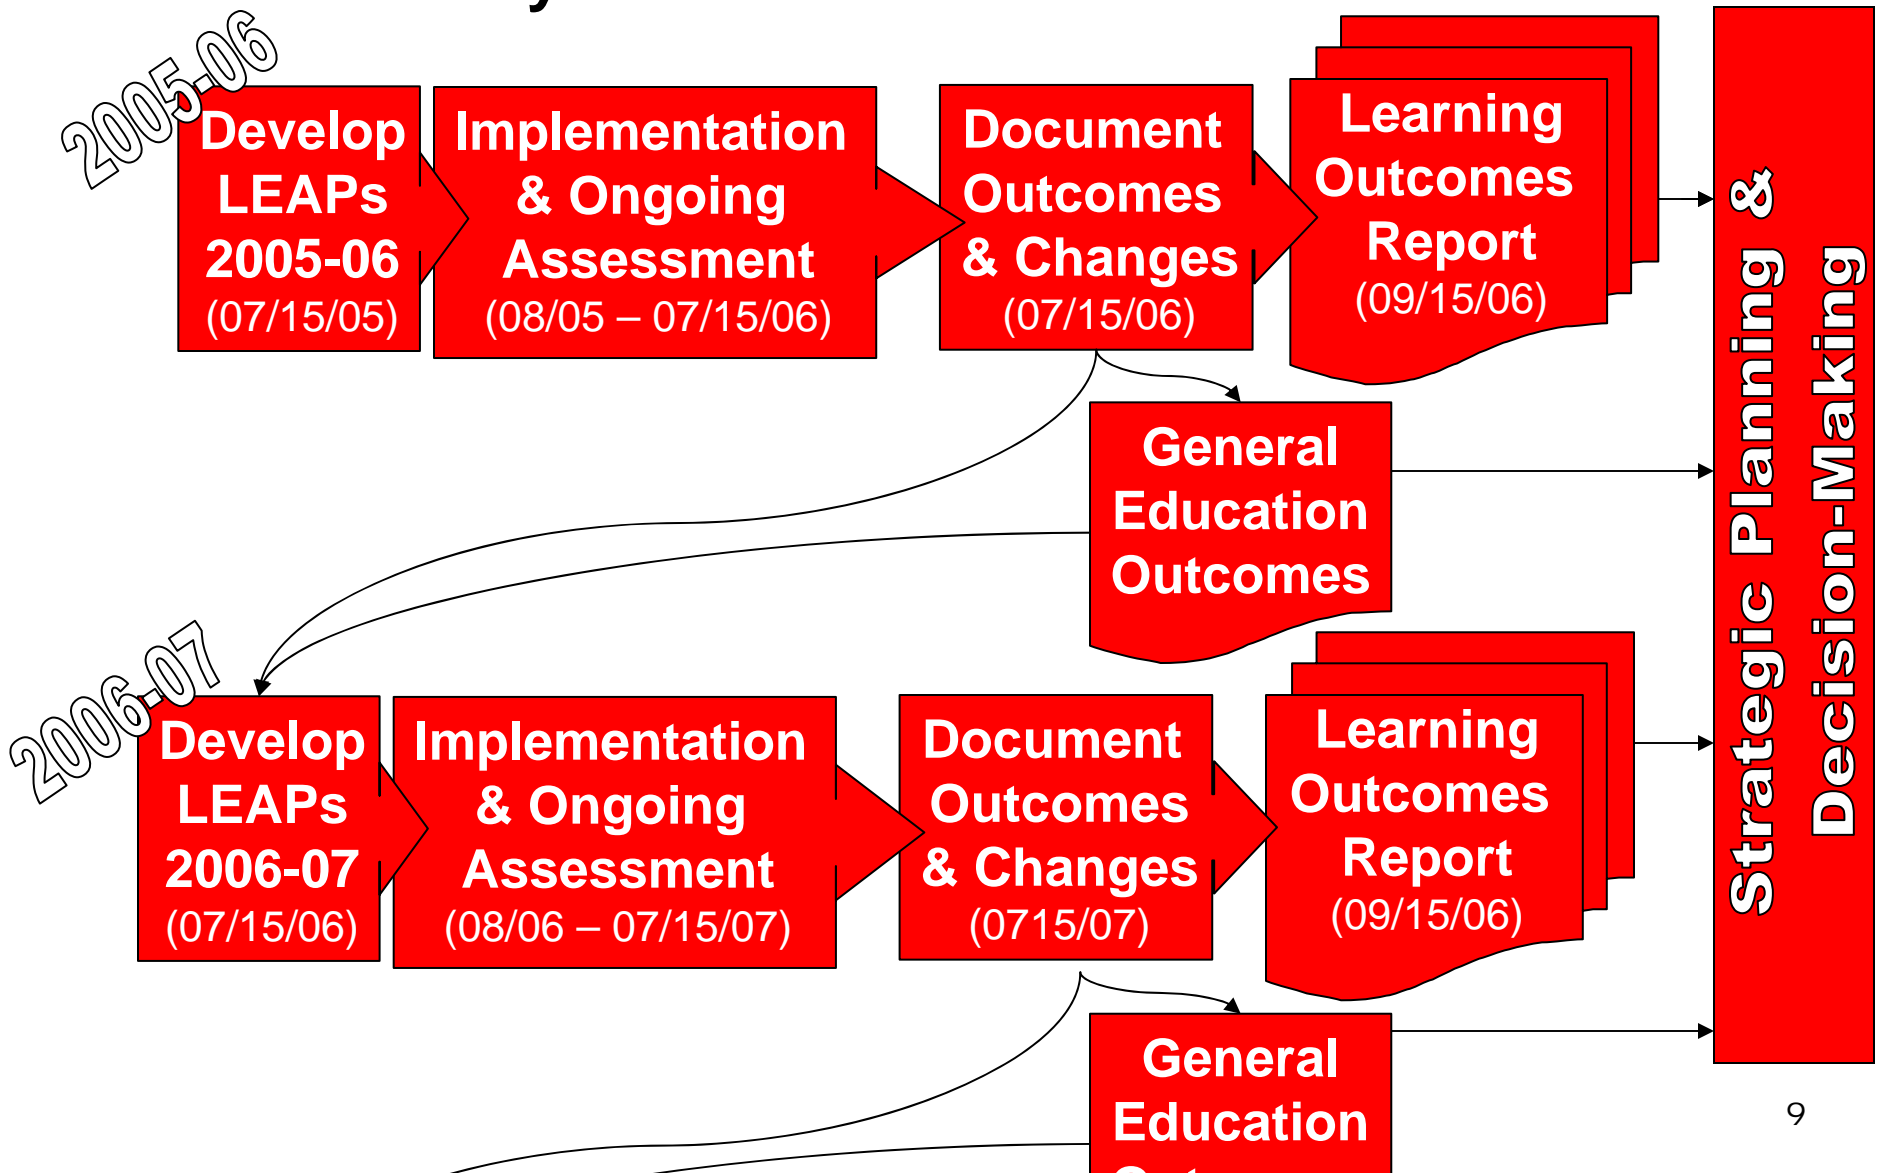 2005-06
Develop
LEAPs
2005-06
(07/15/05)
Implementation
& Ongoing
Assessment
(08/05 – 07/15/06)
Document
Outcomes
& Changes
(07/15/06)
Learning
Outcomes
Report
(09/15/06)
General
Education
Outcomes
2006-07
Develop
LEAPs
2006-07
(07/15/06)
Implementation
& Ongoing
Assessment
(08/06 – 07/15/07)
Document
Outcomes
& Changes
(0715/07)
Learning
Outcomes
Report
(09/15/06)
General
Education
Strategic Planning &
Decision-Making
9